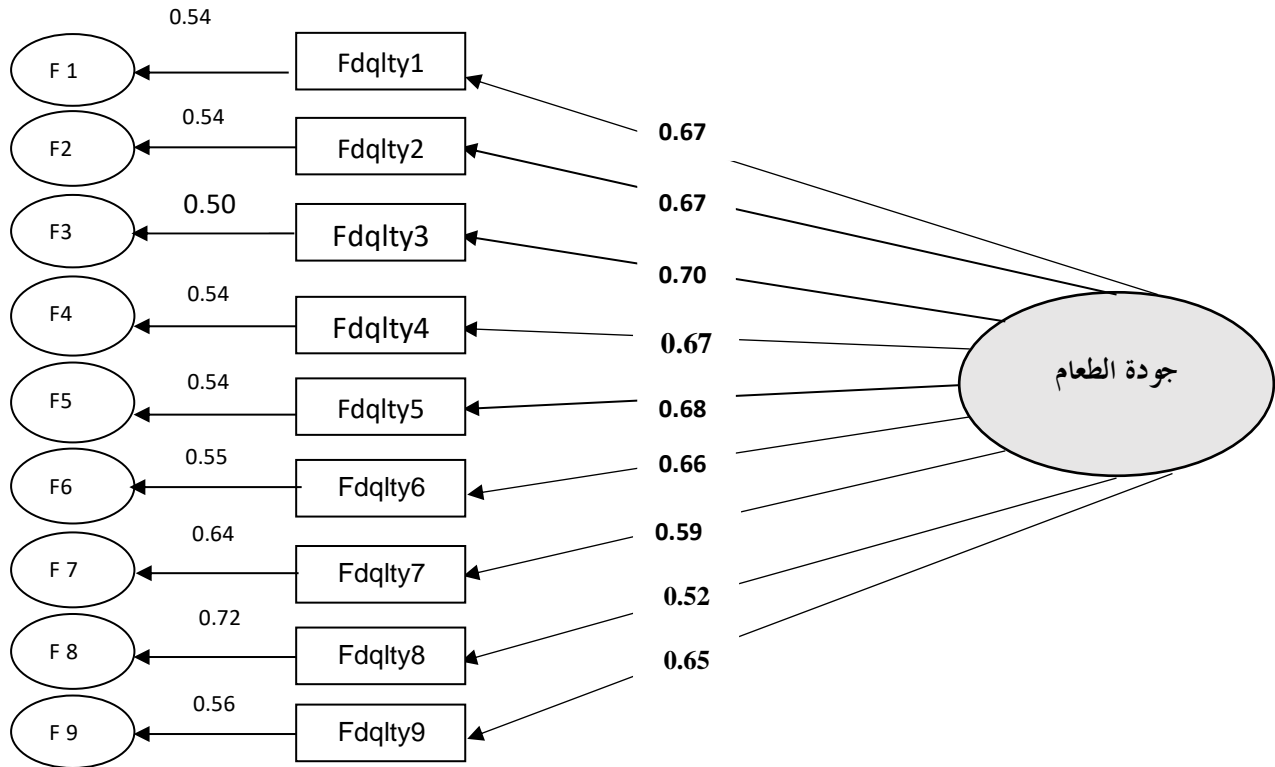 0.54
F 1
Fdqlty1
0.67
0.54
F2
Fdqlty2
0.67
0.50
F3
Fdqlty3
0.70
0.54
F4
Fdqlty4
0.67
جودة الطعام
0.54
F5
Fdqlty5
0.68
0.55
F6
Fdqlty6
0.66
0.64
F 7
Fdqlty7
0.59
0.72
F 8
Fdqlty8
0.52
0.56
F 9
Fdqlty9
0.65